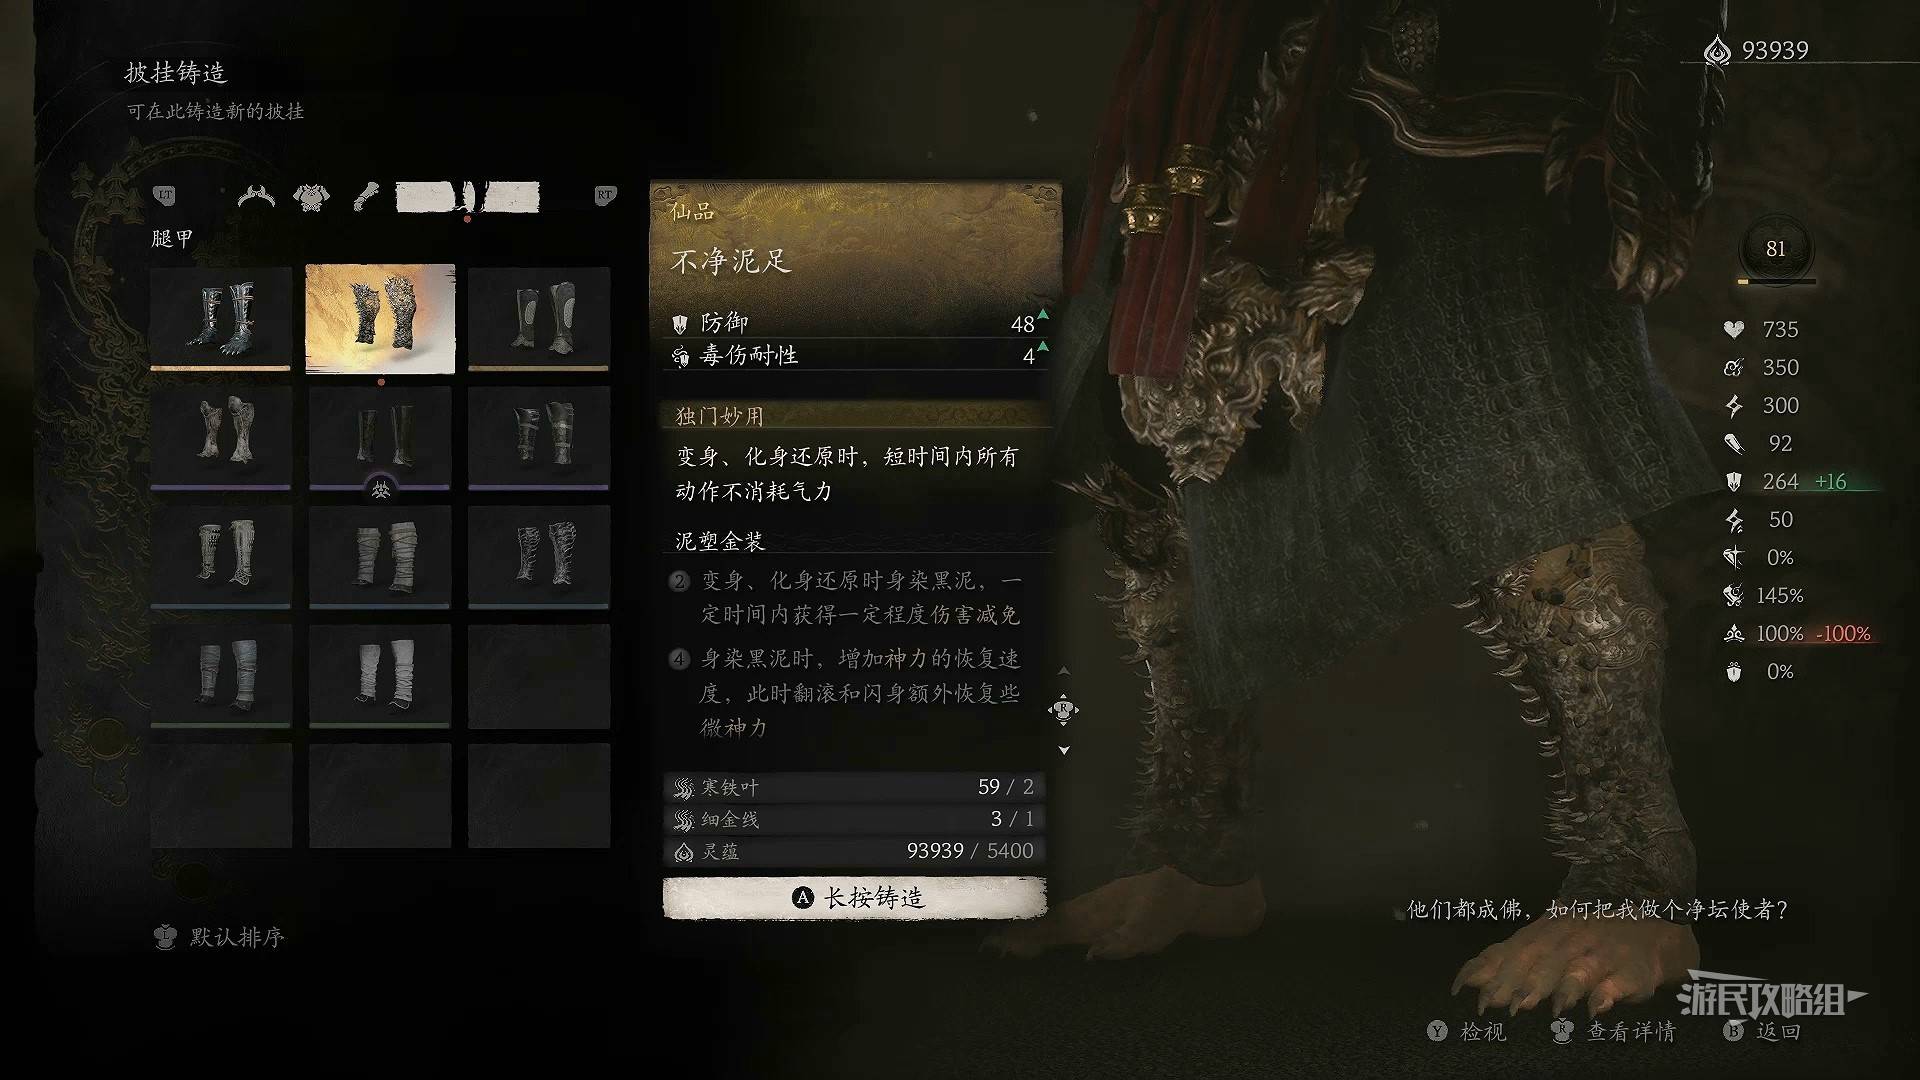 披挂铸造
可在此铸造新的披挂
93939
LT
RT
腿甲
仙品
不净泥足
防御 48
毒伤耐性 4
独门妙用
变身、化身还原时，短时间内所有
动作不消耗气力
泥塑金装
2 变身、化身还原时身染黑泥，一
定时间内获得一定程度伤害减免
4 身染黑泥时，增加神力的恢复速
度，此时翻滚和闪身额外恢复些
微神力
寒铁叶 59 / 2
细金线 3 / 1
灵蕴 93939 / 5400
A 长按铸造
R
81
735
350
300
92
264 +16
50
0%
145%
100% -100%
0%
他们都成佛，如何把我做个净坛使者？
L 默认排序
游民攻略组
Y 检视
R 查看详情
B 返回